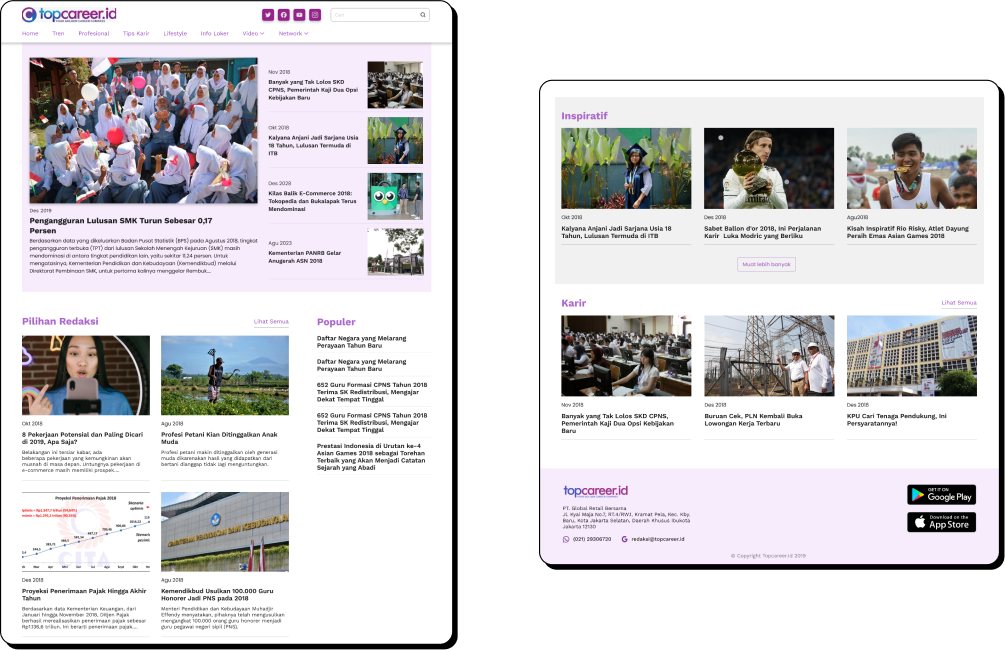 topcareer.id
Home Tren Profesional Tips Karir Lifestyle Info Loker Video Network
Des 2019
Pengangguran Lulusan SMK Turun Sebesar 0,17
Persen
Berdasarkan data yang dikeluarkan Badan Pusat Statistik (BPS) pada Agustus 2018, tingkat
pengangguran terbuka (TPT) dari lulusan Sekolah Menengah Kejuruan (SMK) masih
mendominasi di antara tingkat pendidikan lain, yaitu sekitar 11,24 persen. Untuk
mengatasinya, Kementerian Pendidikan dan Kebudayaan (Kemendikbud) melalui
Direktorat Pembinaan SMK, untuk pertama kalinya menggelar Rembuk...
Nov 2018
Banyak yang Tak Lolos SKD
CPNS, Pemerintah Kaji Dua Opsi
Kebijakan Baru
Okt 2018
Kalyana Anjani Jadi Sarjana Usia
18 Tahun, Lulusan Termuda di
ITB
Des 2028
Kilas Balik E-Commerce 2018:
Tokopedia dan Bukalapak Terus
Mendominasi
Agu 2023
Kementerian PANRB Gelar
Anugerah ASN 2018
Pilihan Redaksi
Lihat Semua
Okt 2018
8 Pekerjaan Potensial dan Paling Dicari
di 2019, Apa Saja?
Belakangan ini tersiar kabar, ada
beberapa pekerjaan yang kemungkinan akan
musnah di masa depan. Untungnya pekerjaan di
e-commerce masih memiliki prospek...
Agu 2018
Profesi Petani Kian Ditinggalkan Anak
Muda
Profesi petani makin ditinggalkan oleh generasi
muda dikarenakan hasil yang didapatkan dari
bertani dianggap tidak lagi menguntungkan.
Proyeksi Penerimaan Pajak 2018
CITA
Des 2018
Proyeksi Penerimaan Pajak Hingga Akhir
Tahun
Berdasarkan data Kementerian Keuangan, dari
Januari hingga November 2018, Ditjen Pajak
berhasil merealisasikan penerimaan pajak sebesar
Rp1.136,6 triliun. Ini berarti penerimaan pajak...
Agu 2018
Kemendikbud Usulkan 100.000 Guru
Honorer Jadi PNS pada 2018
Menteri Pendidikan dan Kebudayaan Muhadjir
Effendy menyatakan, pihaknya telah mengusulkan
mengangkat 100.000 orang guru honorer menjadi
guru pegawai negeri sipil (PNS).
Populer
Daftar Negara yang Melarang
Perayaan Tahun Baru
Daftar Negara yang Melarang
Perayaan Tahun Baru
652 Guru Formasi CPNS Tahun 2018
Terima SK Redistribusi, Mengajar
Dekat Tempat Tinggal
652 Guru Formasi CPNS Tahun 2018
Terima SK Redistribusi, Mengajar
Dekat Tempat Tinggal
Prestasi Indonesia di Urutan ke-4
Asian Games 2018 sebagai Torehan
Terbaik yang Akan Menjadi Catatan
Sejarah yang Abadi
Inspiratif
Okt 2018
Kalyana Anjani Jadi Sarjana Usia 18
Tahun, Lulusan Termuda di ITB
Des 2018
Sabet Ballon d'or 2018, Ini Perjalanan
Karir Luka Modric yang Berliku
Agu2018
Kisah Inspiratif Rio Risky, Atlet Dayung
Peraih Emas Asian Games 2018
Muat lebih banyak
Karir
Lihat Semua
Nov 2018
Banyak yang Tak Lolos SKD CPNS,
Pemerintah Kaji Dua Opsi Kebijakan
Baru
Des 2018
Buruan Cek, PLN Kembali Buka
Lowongan Kerja Terbaru
Des 2018
KPU Cari Tenaga Pendukung, Ini
Persyaratannya!
topcareer.id
PT. Global Retail Bersama
Jl. Kyai Maja No.7, RT.4/RW.1, Kramat Pela, Kec. Kby.
Baru, Kota Jakarta Selatan, Daerah Khusus Ibukota
Jakarta 12130
(021) 29306720 redaksi@topcareer.id
GET IT ON
Google Play
Download on the
App Store
© Copyright Topcareer.id 2019